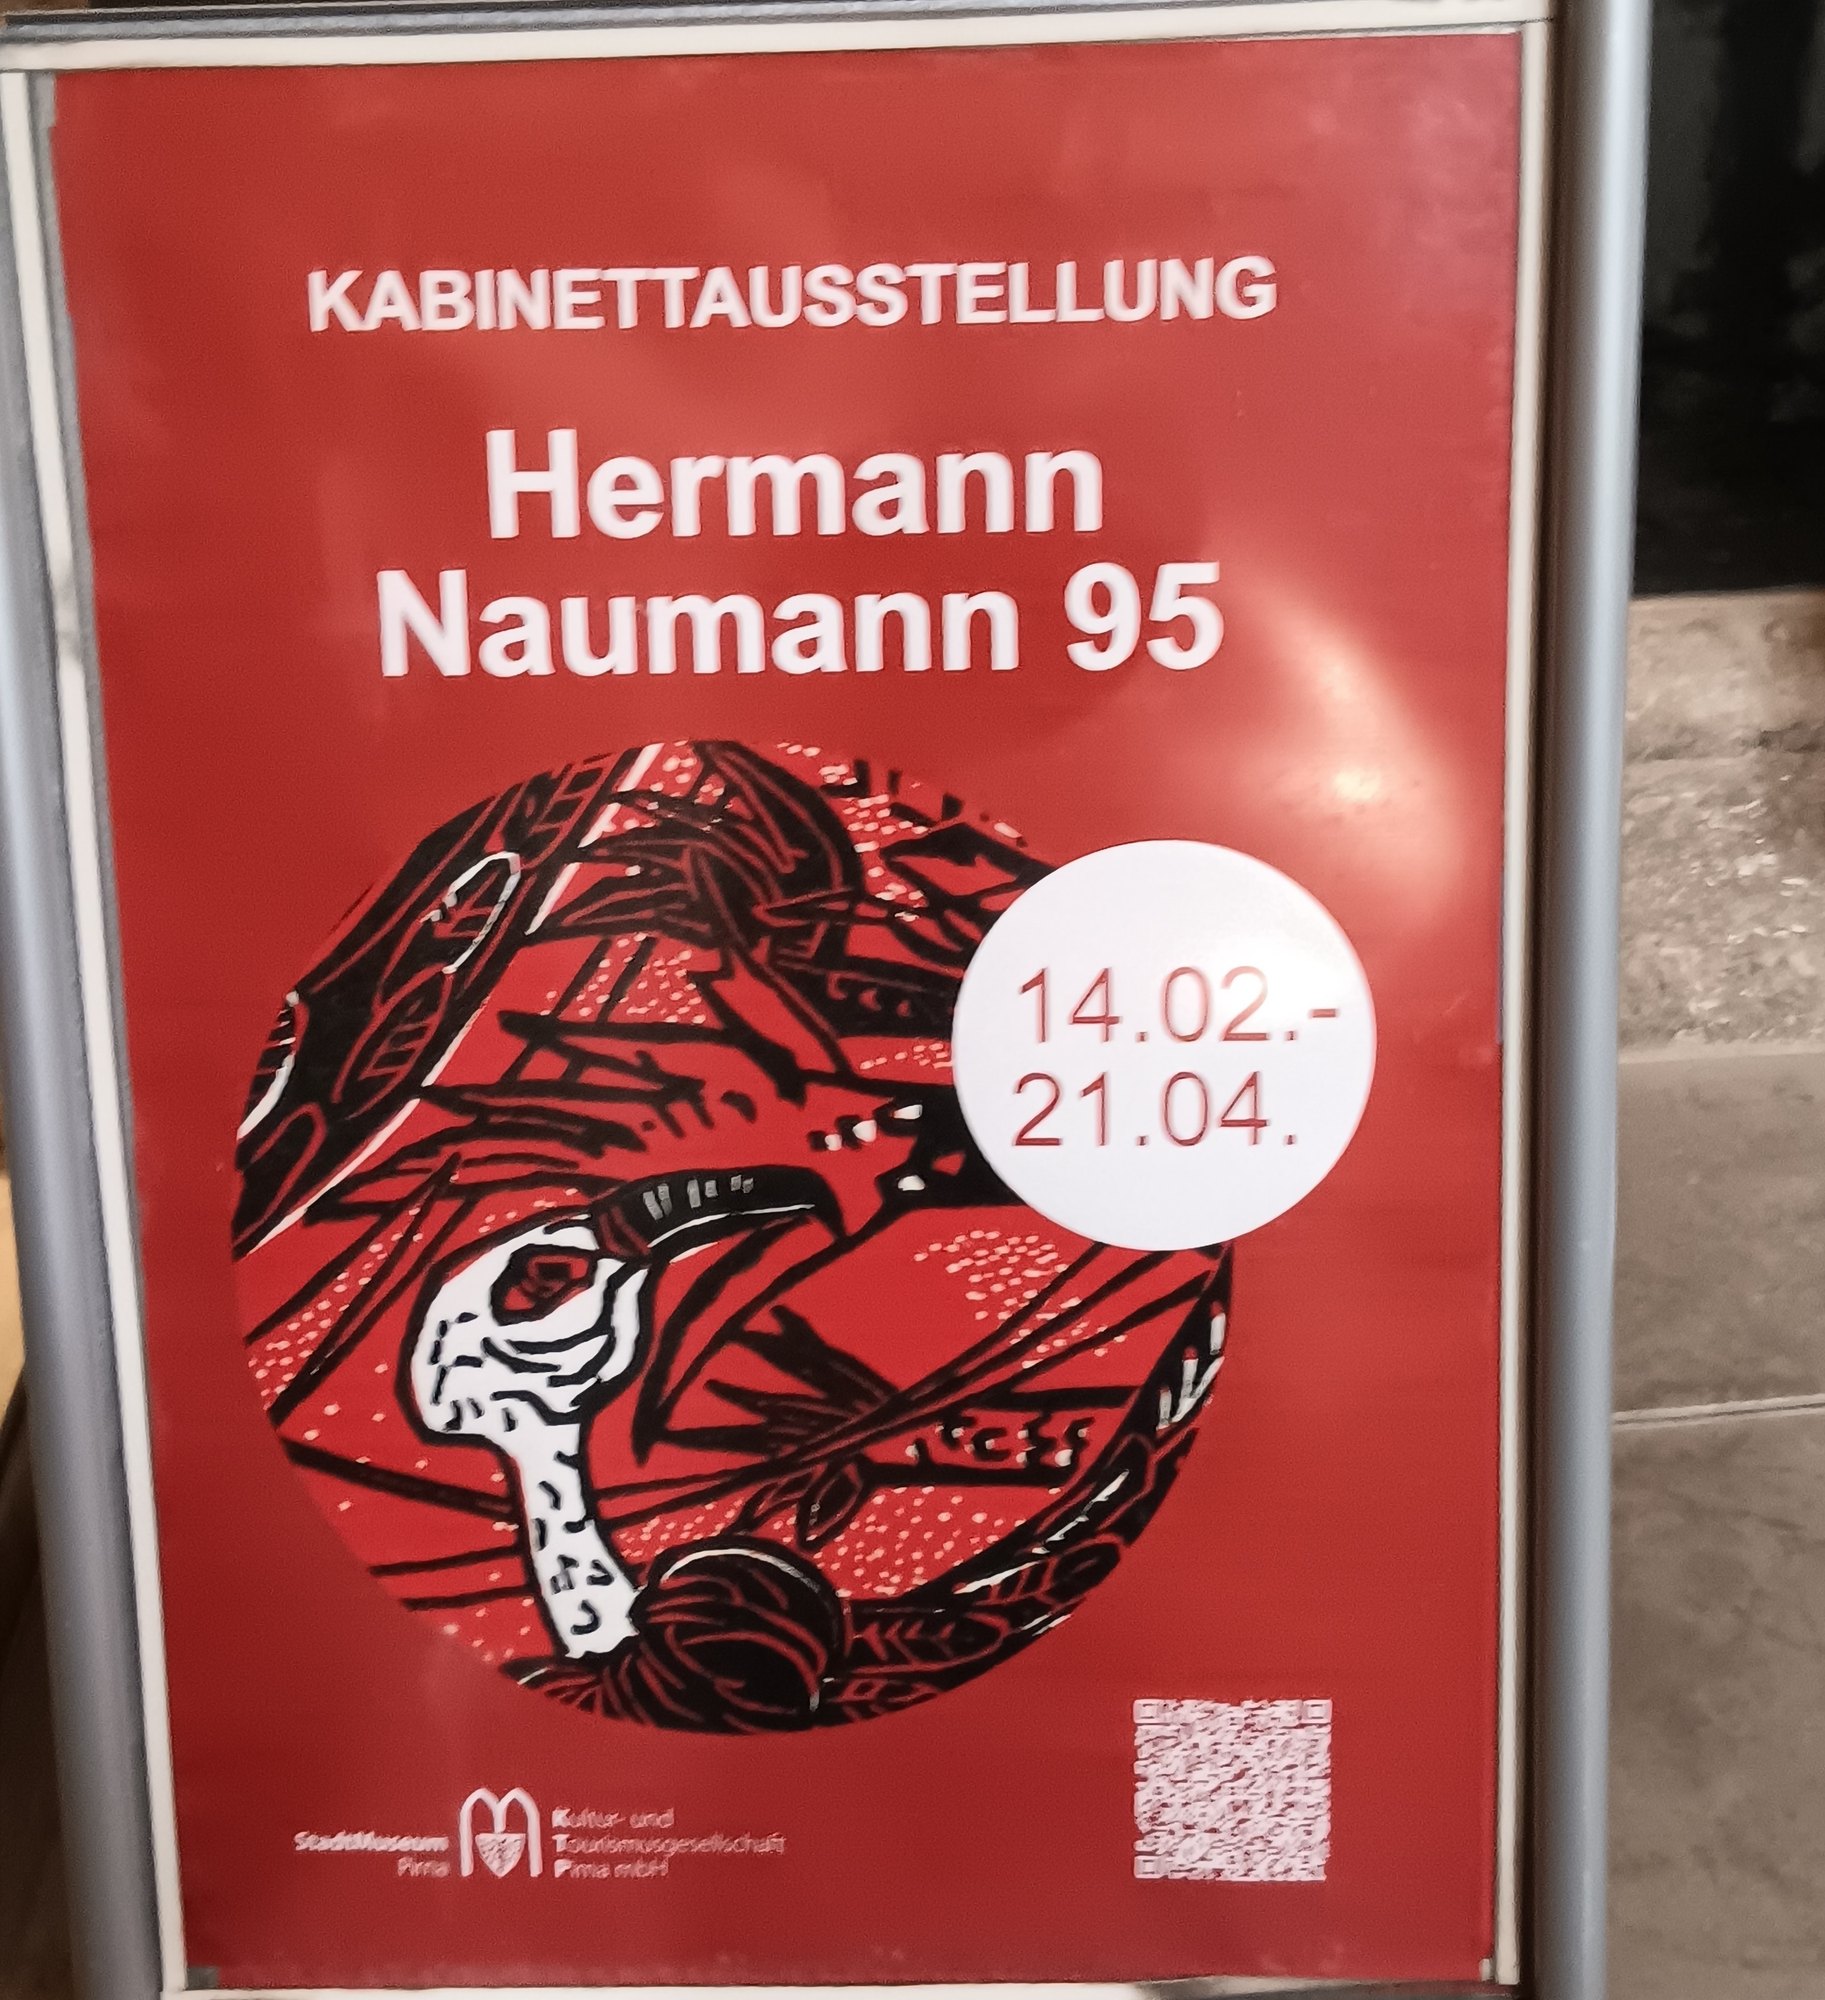 KABINETTAUSSTELLUNG
Hermann
Naumann 95
14.02.-
21.04.
StadtMuseum
Pirna
Kultur- und
Tourismusgesellschaft
Pirna mbH